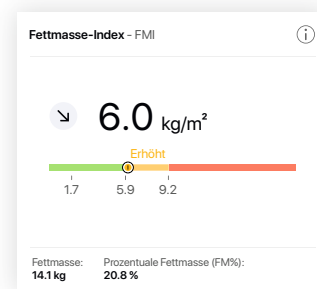 Fettmasse-Index - FMI
6.0 kg/m²
Erhöht
1.7 5.9 9.2
Fettmasse: Prozentuale Fettmasse (FM%):
14.1 kg 20.8 %